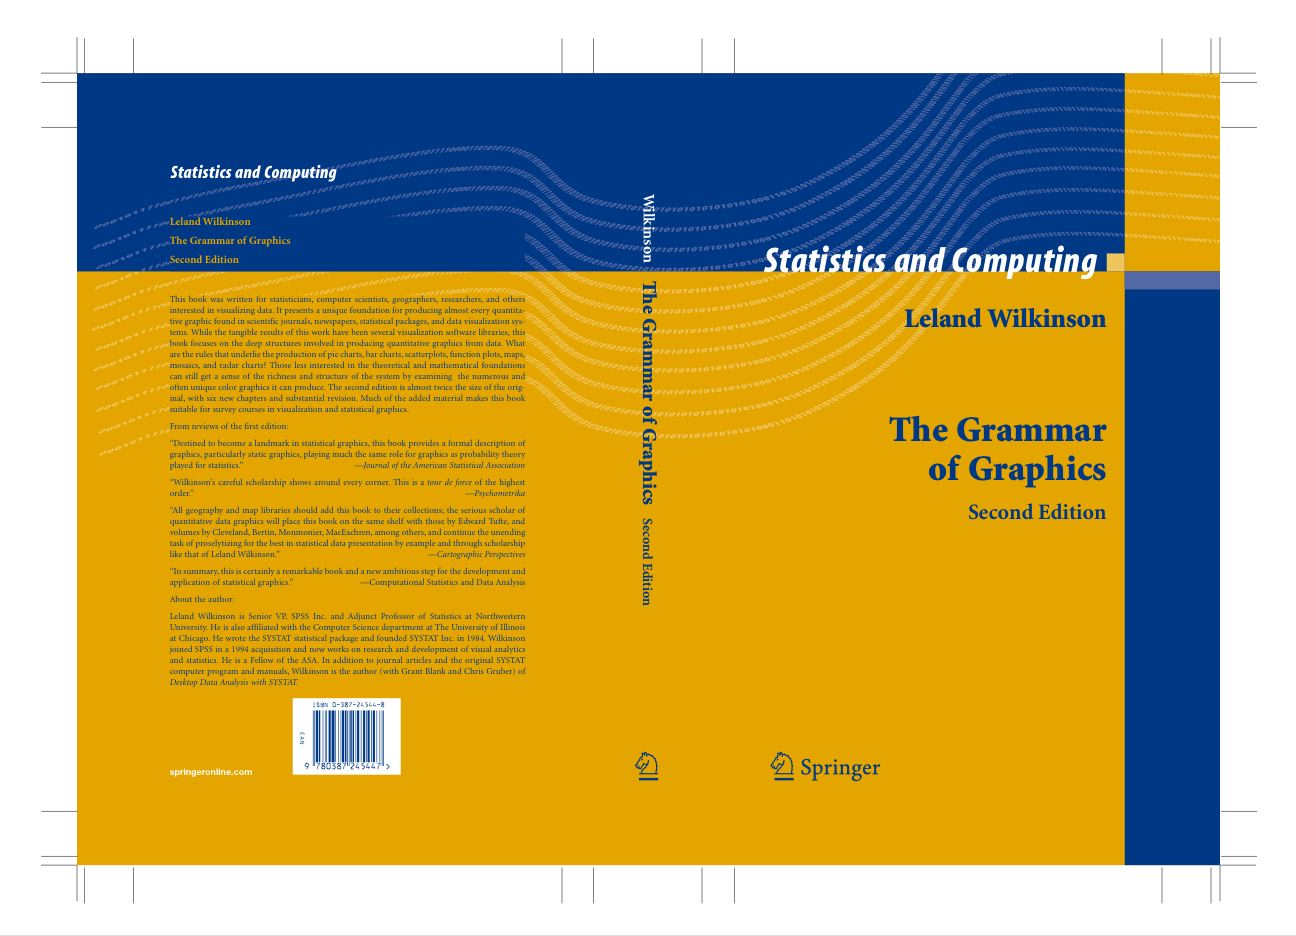 Statistics and Computing
Leland Wilkinson
The Grammar of Graphics
Second Edition
This book was written for statisticians, computer scientists, geographers, researchers, and others
interested in visualizing data. It presents a unique foundation for producing almost every quantita-
tive graphic found in scientific journals, newspapers, statistical packages, and data visualization sys-
tems. While the tangible results of this work have been several visualization software libraries, this
book focuses on the deep structures involved in producing quantitative graphics from data. What
are the rules that underlie the production of pie charts, bar charts, scatterplots, function plots, maps,
mosaics, and radar charts? Those less interested in the theoretical and mathematical foundations
can still get a sense of the richness and structure of the system by examining the numerous and
often unique color graphics it can produce. The second edition is almost twice the size of the orig-
inal, with six new chapters and substantial revision. Much of the added material makes this book
suitable for survey courses in visualization and statistical graphics.
From reviews of the first edition:
“Destined to become a landmark in statistical graphics, this book provides a formal description of
graphics, particularly static graphics, playing much the same role for graphics as probability theory
played for statistics.” —Journal of the American Statistical Association
“Wilkinson’s careful scholarship shows around every corner. This is a tour de force of the highest
order.” —Psychometrika
“All geography and map libraries should add this book to their collections; the serious scholar of
quantitative data graphics will place this book on the same shelf with those by Edward Tufte, and
volumes by Cleveland, Bertin, Monmonier, MacEachren, among others, and continue the unending
task of proselytizing for the best in statistical data presentation by example and through scholarship
like that of Leland Wilkinson.” —Cartographic Perspectives
“In summary, this is certainly a remarkable book and a new ambitious step for the development and
application of statistical graphics.” —Computational Statistics and Data Analysis
About the author:
Leland Wilkinson is Senior VP, SPSS Inc. and Adjunct Professor of Statistics at Northwestern
University. He is also affiliated with the Computer Science department at The University of Illinois
at Chicago. He wrote the SYSTAT statistical package and founded SYSTAT Inc. in 1984. Wilkinson
joined SPSS in a 1994 acquisition and now works on research and development of visual analytics
and statistics. He is a Fellow of the ASA. In addition to journal articles and the original SYSTAT
computer program and manuals, Wilkinson is the author (with Grant Blank and Chris Gruber) of
Desktop Data Analysis with SYSTAT.
ISBN 0-387-24544-8
EAN
9 780387 245447 >
springeronline.com
Wilkinson The Grammar of Graphics Second Edition
Statistics and Computing
Leland Wilkinson
The Grammar
of Graphics
Second Edition
Springer